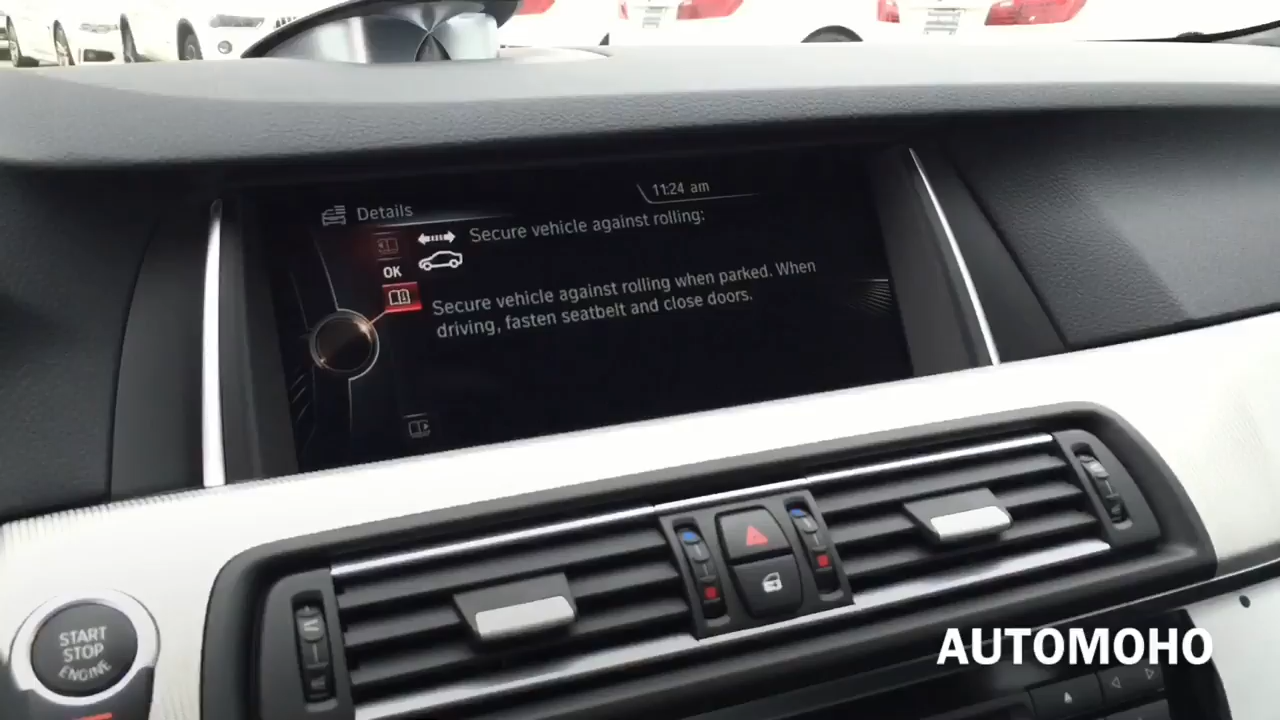 11:24 am
Details
Secure vehicle against rolling:
OK
Secure vehicle against rolling when parked. When
driving, fasten seatbelt and close doors.
START
STOP
ENGINE
AUTOMOHO